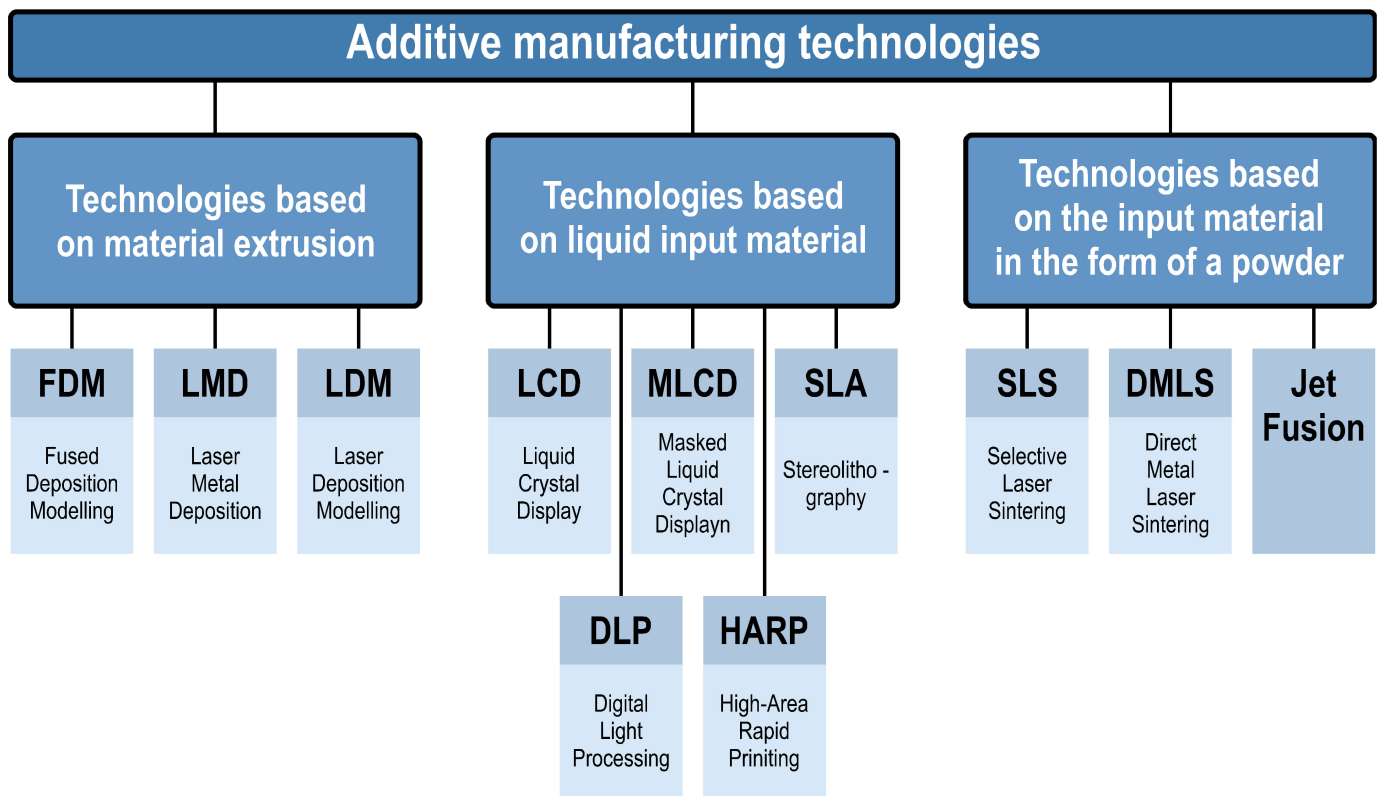 Additive manufacturing technologies
Technologies based
on material extrusion
Technologies based
on liquid input material
Technologies based
on the input material
in the form of a powder
FDM
Fused
Deposition
Modelling
LMD
Laser
Metal
Deposition
LDM
Laser
Deposition
Modelling
LCD
Liquid
Crystal
Display
MLCD
Masked
Liquid
Crystal
Displayn
SLA
Stereolitho -
graphy
SLS
Selective
Laser
Sintering
DMLS
Direct
Metal
Laser
Sintering
Jet
Fusion
DLP
Digital
Light
Processing
HARP
High-Area
Rapid
Priniting